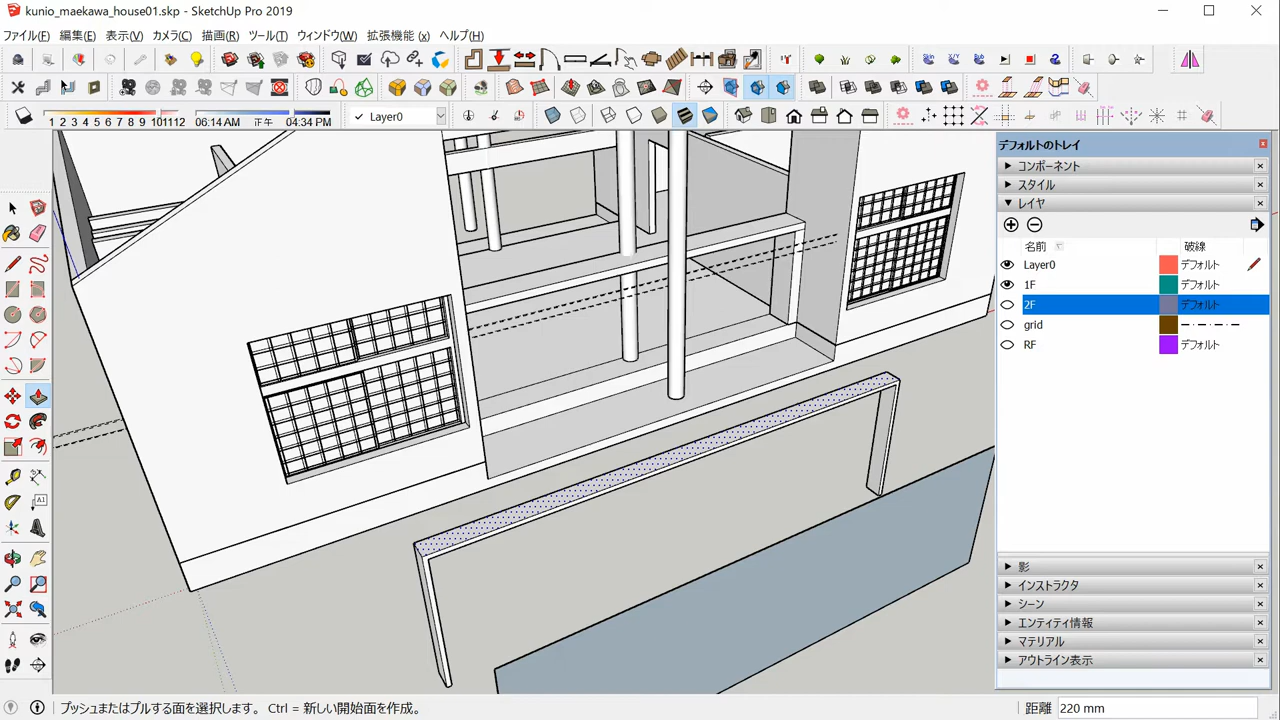 kunio_maekawa_house01.skp - SketchUp Pro 2019
ファイル(F) 編集(E) 表示(V) カメラ(C) 描画(R) ツール(T) ウィンドウ(W) 拡張機能 (x) ヘルプ(H)
1 2 3 4 5 6 7 8 9 10 11 12 06:14 AM 正午 04:34 PM Layer0
デフォルトのトレイ
コンポーネント
スタイル
レイヤ
名前 破線
Layer0 デフォルト
1F デフォルト
2F デフォルト
grid
RF デフォルト
影
インストラクタ
シーン
エンティティ情報
マテリアル
アウトライン表示
プッシュまたはプルする面を選択します。 Ctrl = 新しい開始面を作成。 距離 220 mm